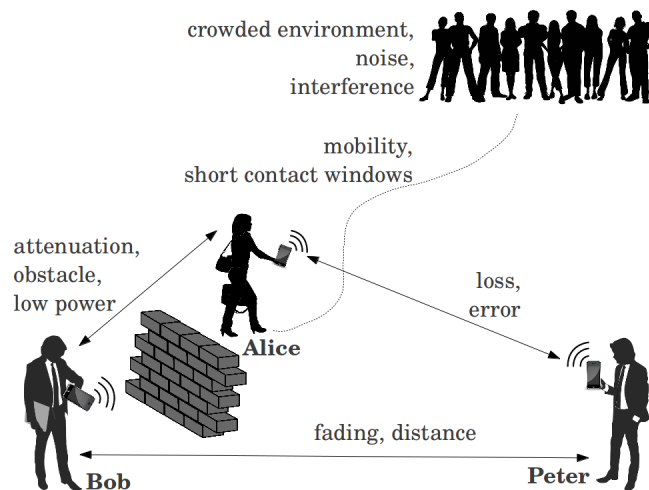 crowded environment,
noise,
interference
mobility,
short contact windows
attenuation,
obstacle,
low power
loss,
error
Alice
fading, distance
Bob
Peter